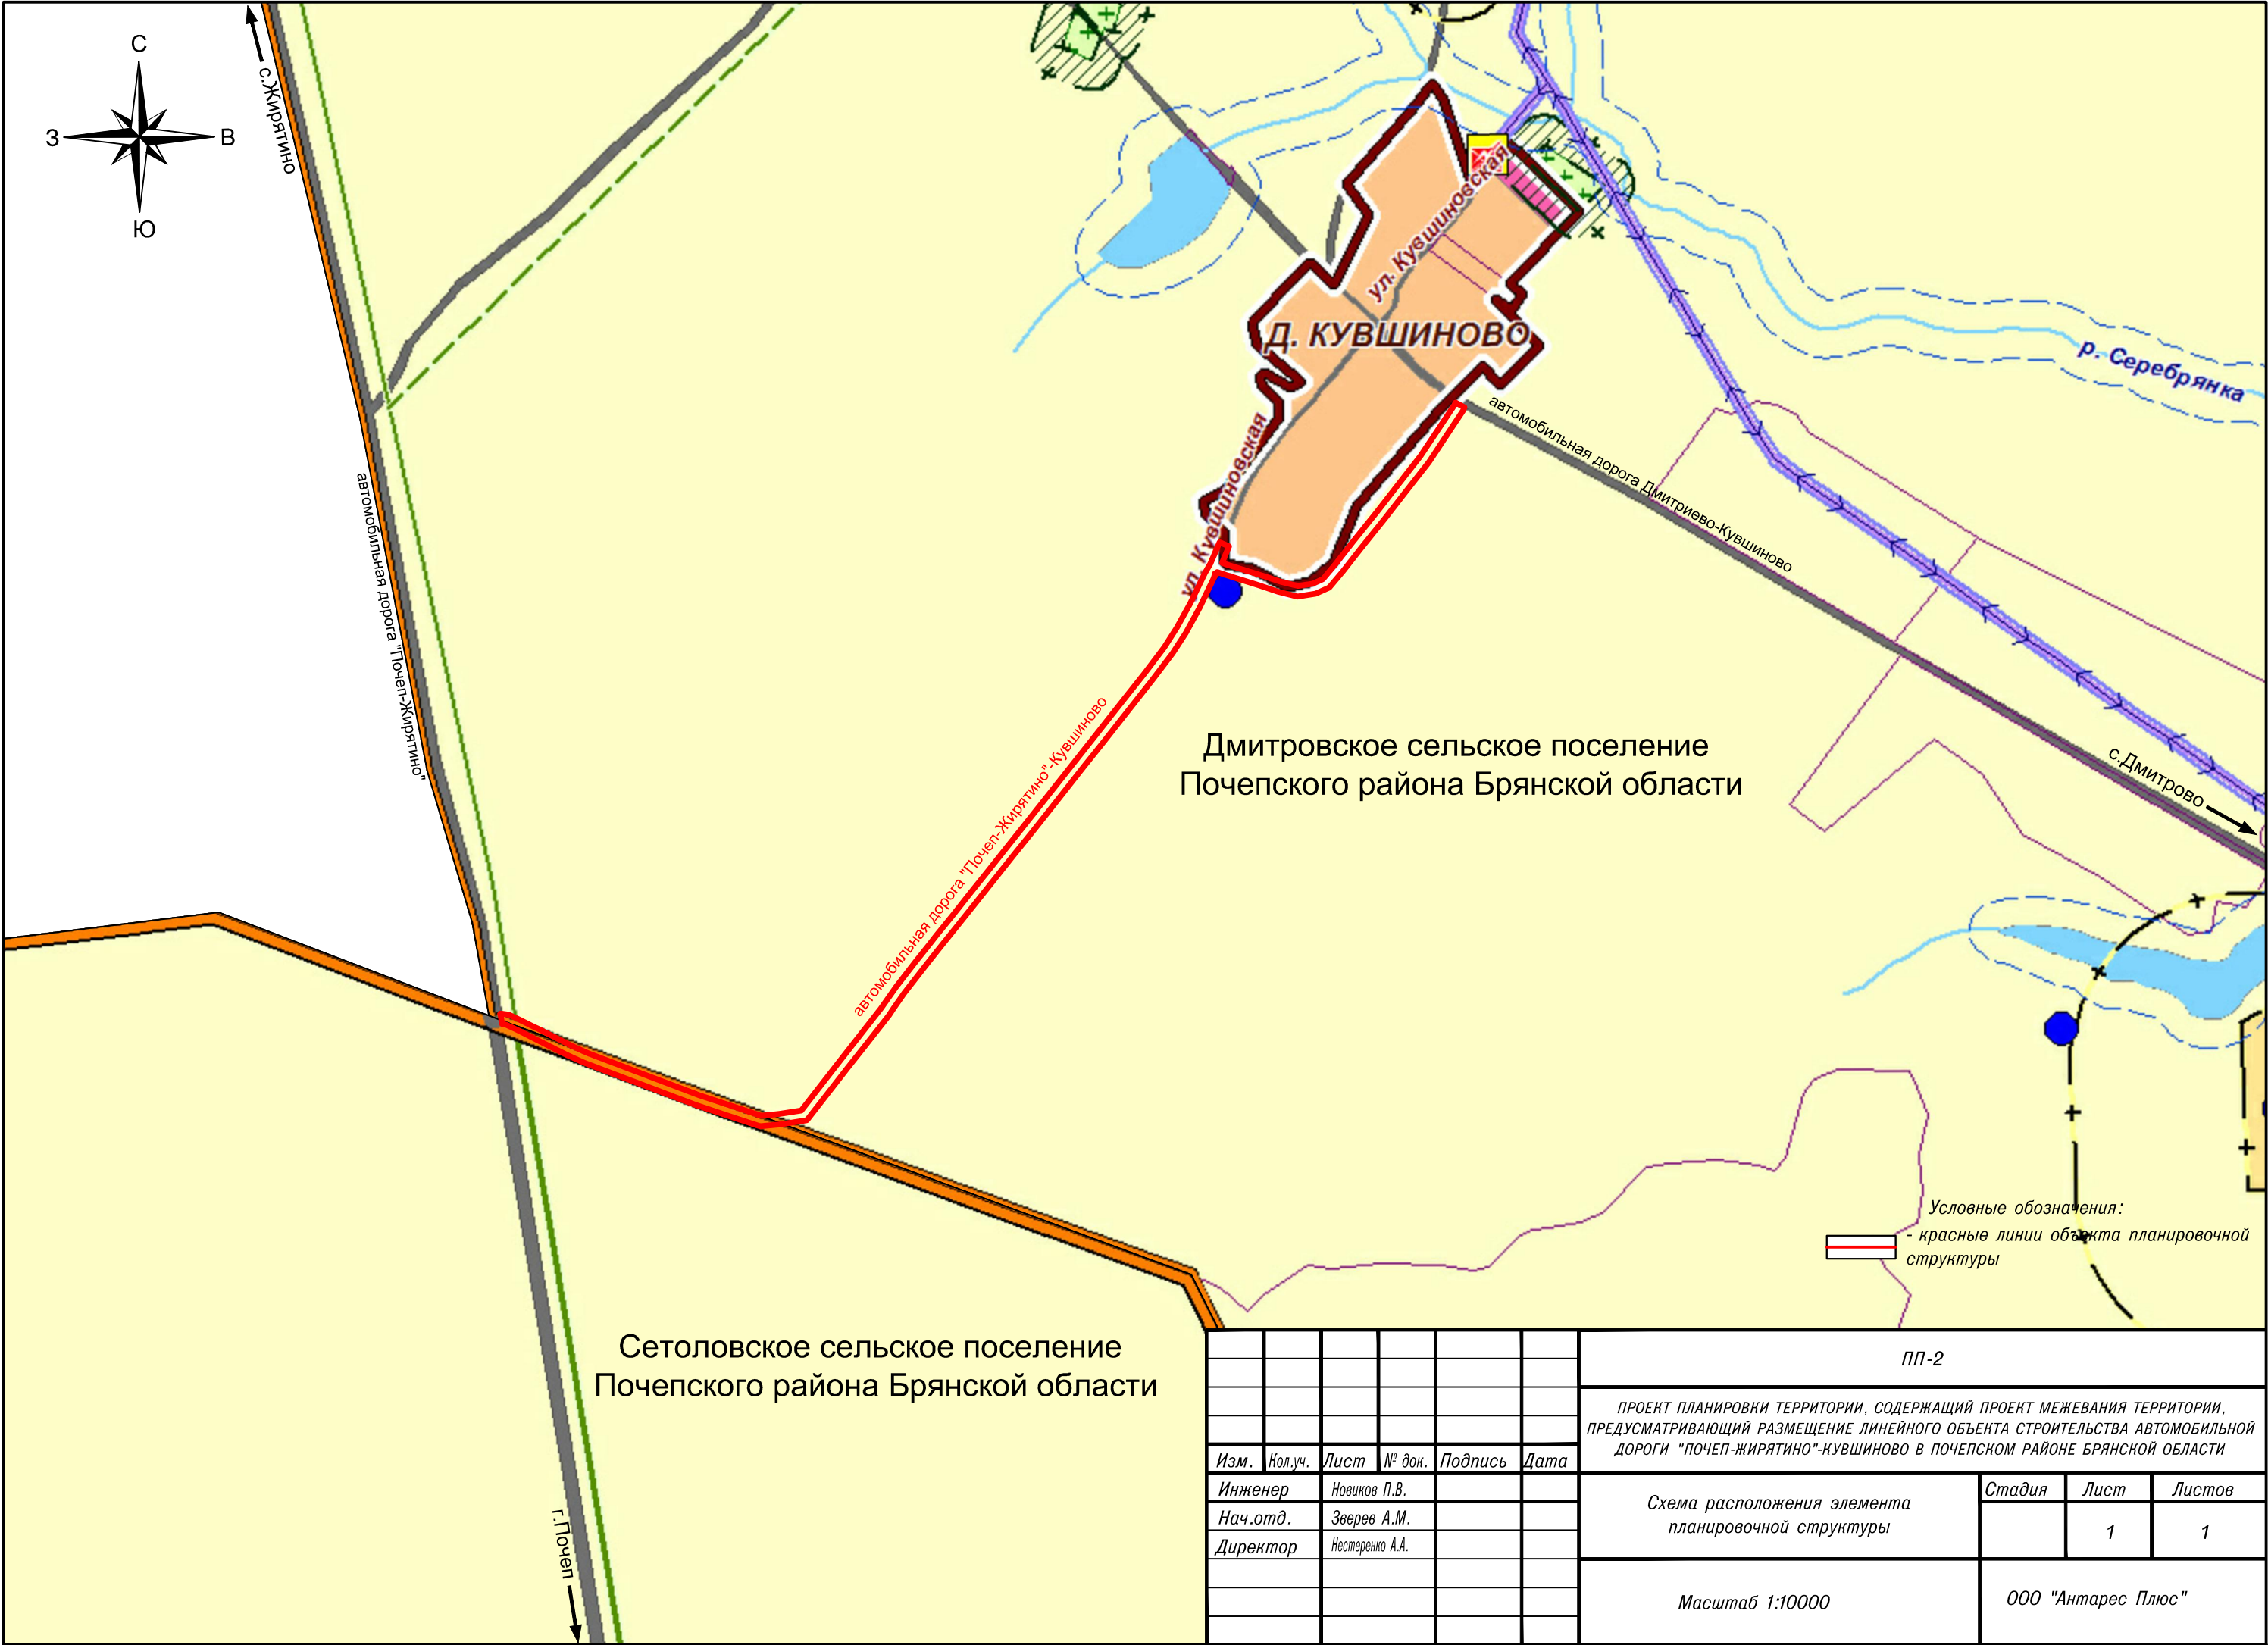 С
З
В
Ю
с.Жирятино
автомобильная дорога "Почеп-Жирятино"
ул. Кувшиновская
Д. КУВШИНОВО
р. Серебрянка
ул. Кувшиновская
автомобильная дорога Дмитриево-Кувшиново
автомобильная дорога "Почеп-Жирятино"-Кувшиново
Дмитровское сельское поселение
Почепского района Брянской области
с.Дмитрово
Условные обозначения:
- красные линии объекта планировочной
структуры
Сетоловское сельское поселение
Почепского района Брянской области
г.Почеп
ПП-2
ПРОЕКТ ПЛАНИРОВКИ ТЕРРИТОРИИ, СОДЕРЖАЩИЙ ПРОЕКТ МЕЖЕВАНИЯ ТЕРРИТОРИИ,
ПРЕДУСМАТРИВАЮЩИЙ РАЗМЕЩЕНИЕ ЛИНЕЙНОГО ОБЪЕКТА СТРОИТЕЛЬСТВА АВТОМОБИЛЬНОЙ
ДОРОГИ "ПОЧЕП-ЖИРЯТИНО"-КУВШИНОВО В ПОЧЕПСКОМ РАЙОНЕ БРЯНСКОЙ ОБЛАСТИ
Изм. Кол.уч. Лист № док. Подпись Дата
Инженер Новиков П.В.
Нач.отд. Зверев А.М.
Директор Нестеренко А.А.
Схема расположения элемента
планировочной структуры
Стадия Лист Листов
1 1
Масштаб 1:10000
ООО "Антарес Плюс"